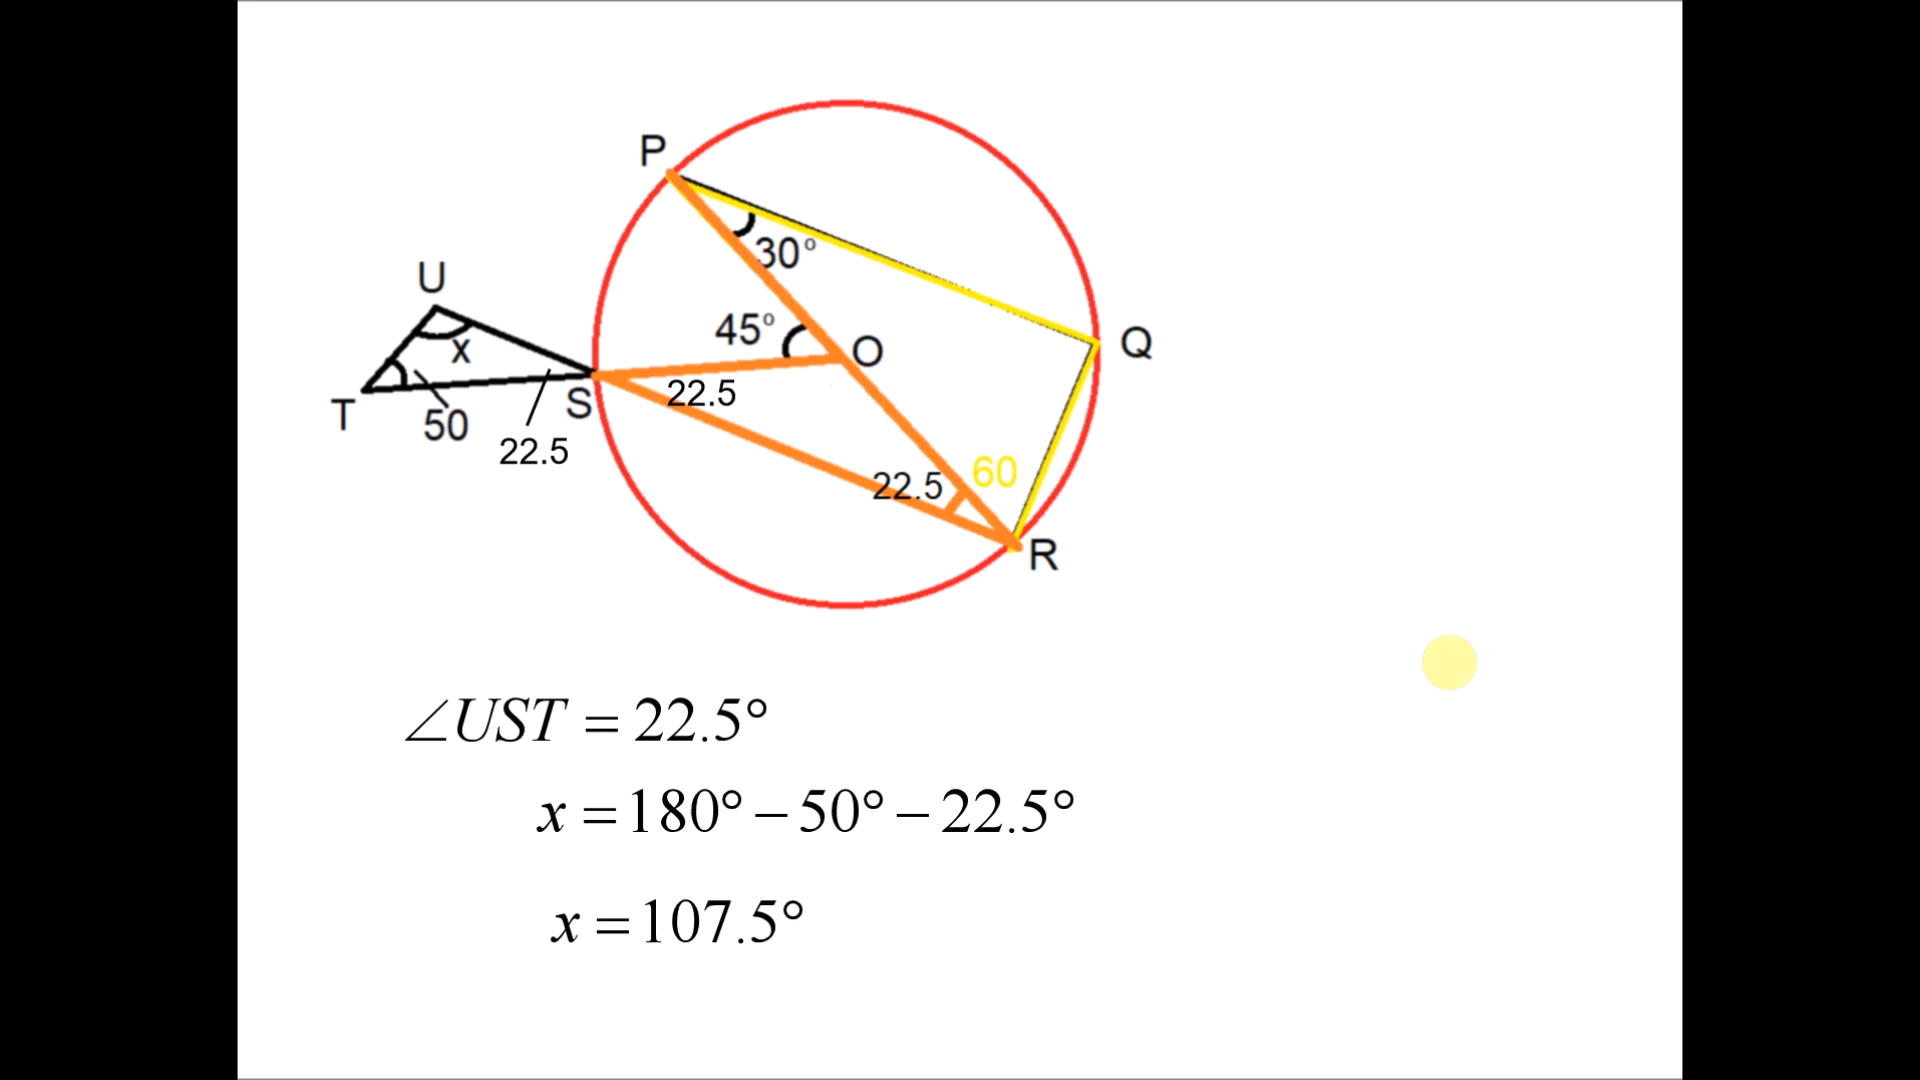 P
30°
U
45°
O
Q
x
S
22.5
T
50
22.5
22.5
60
R
∠UST = 22.5°
x = 180° − 50° − 22.5°
x = 107.5°